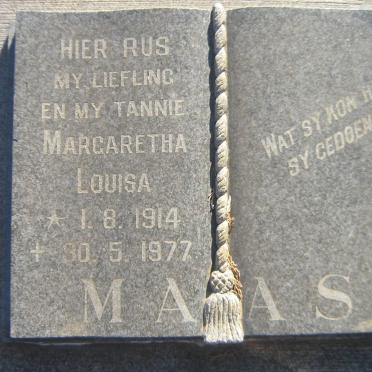 HIER RUS
MY LIEFLING
EN MY TANNIE
MARGARETHA
LOUISA
* 1.8.1914
+ 30.5.1977
MAAS
WAT SY KON
SY